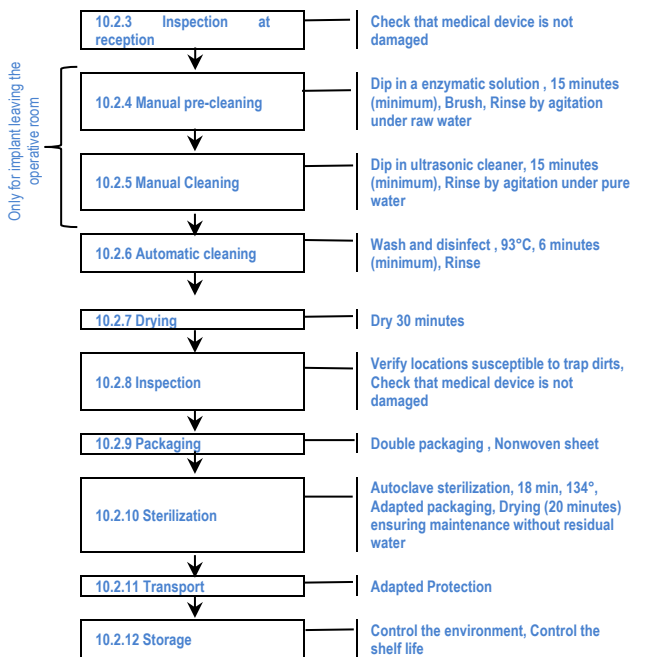 10.2.3 Inspection at
reception
Check that medical device is not
damaged
Only for implant leaving the
operative room
10.2.4 Manual pre-cleaning
Dip in a enzymatic solution , 15 minutes
(minimum), Brush, Rinse by agitation
under raw water
10.2.5 Manual Cleaning
Dip in ultrasonic cleaner, 15 minutes
(minimum), Rinse by agitation under pure
water
10.2.6 Automatic cleaning
Wash and disinfect , 93°C, 6 minutes
(minimum), Rinse
10.2.7 Drying
Dry 30 minutes
10.2.8 Inspection
Verify locations susceptible to trap dirts,
Check that medical device is not
damaged
10.2.9 Packaging
Double packaging , Nonwoven sheet
10.2.10 Sterilization
Autoclave sterilization, 18 min, 134°,
Adapted packaging, Drying (20 minutes)
ensuring maintenance without residual
water
10.2.11 Transport
Adapted Protection
10.2.12 Storage
Control the environment, Control the
shelf life